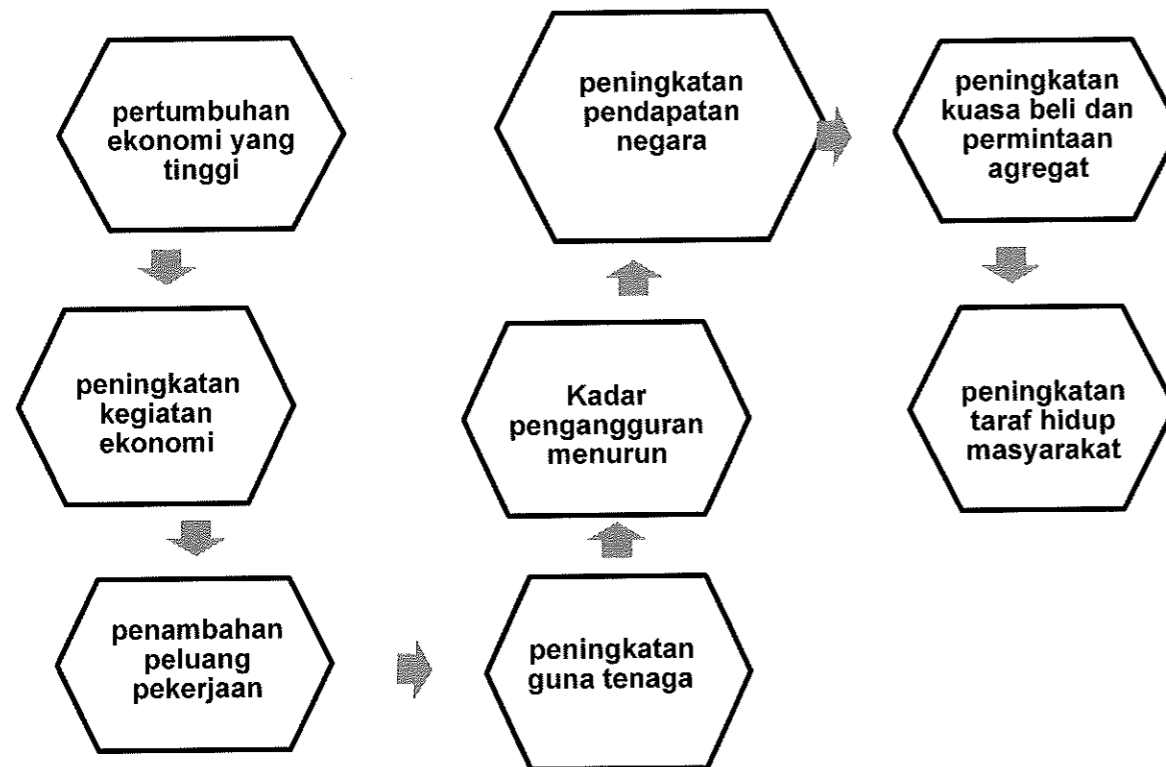 pertumbuhan
ekonomi yang
tinggi
peningkatan
kegiatan
ekonomi
penambahan
peluang
pekerjaan
peningkatan
guna tenaga
Kadar
pengangguran
menurun
peningkatan
pendapatan
negara
peningkatan
kuasa beli dan
permintaan
agregat
peningkatan
taraf hidup
masyarakat